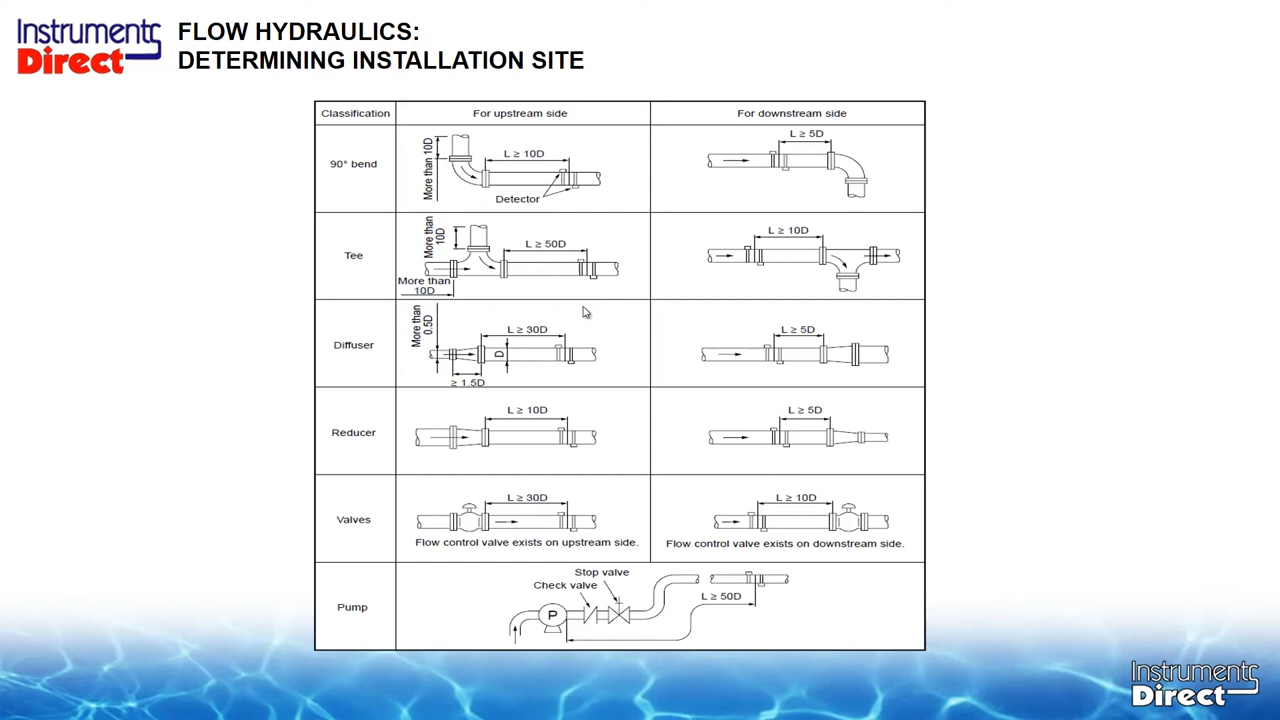 Instruments
Direct
FLOW HYDRAULICS:
DETERMINING INSTALLATION SITE
Classification
For upstream side
For downstream side
90° bend
More than 10D
L ≥ 10D
Detector
L ≥ 5D
Tee
More than
10D
L ≥ 50D
More than
10D
L ≥ 10D
Diffuser
More than
0.5D
L ≥ 30D
D
≥ 1.5D
L ≥ 5D
Reducer
L ≥ 10D
L ≥ 5D
Valves
L ≥ 30D
Flow control valve exists on upstream side.
L ≥ 10D
Flow control valve exists on downstream side.
Pump
Stop valve
Check valve
P
L ≥ 50D
Instruments
Direct